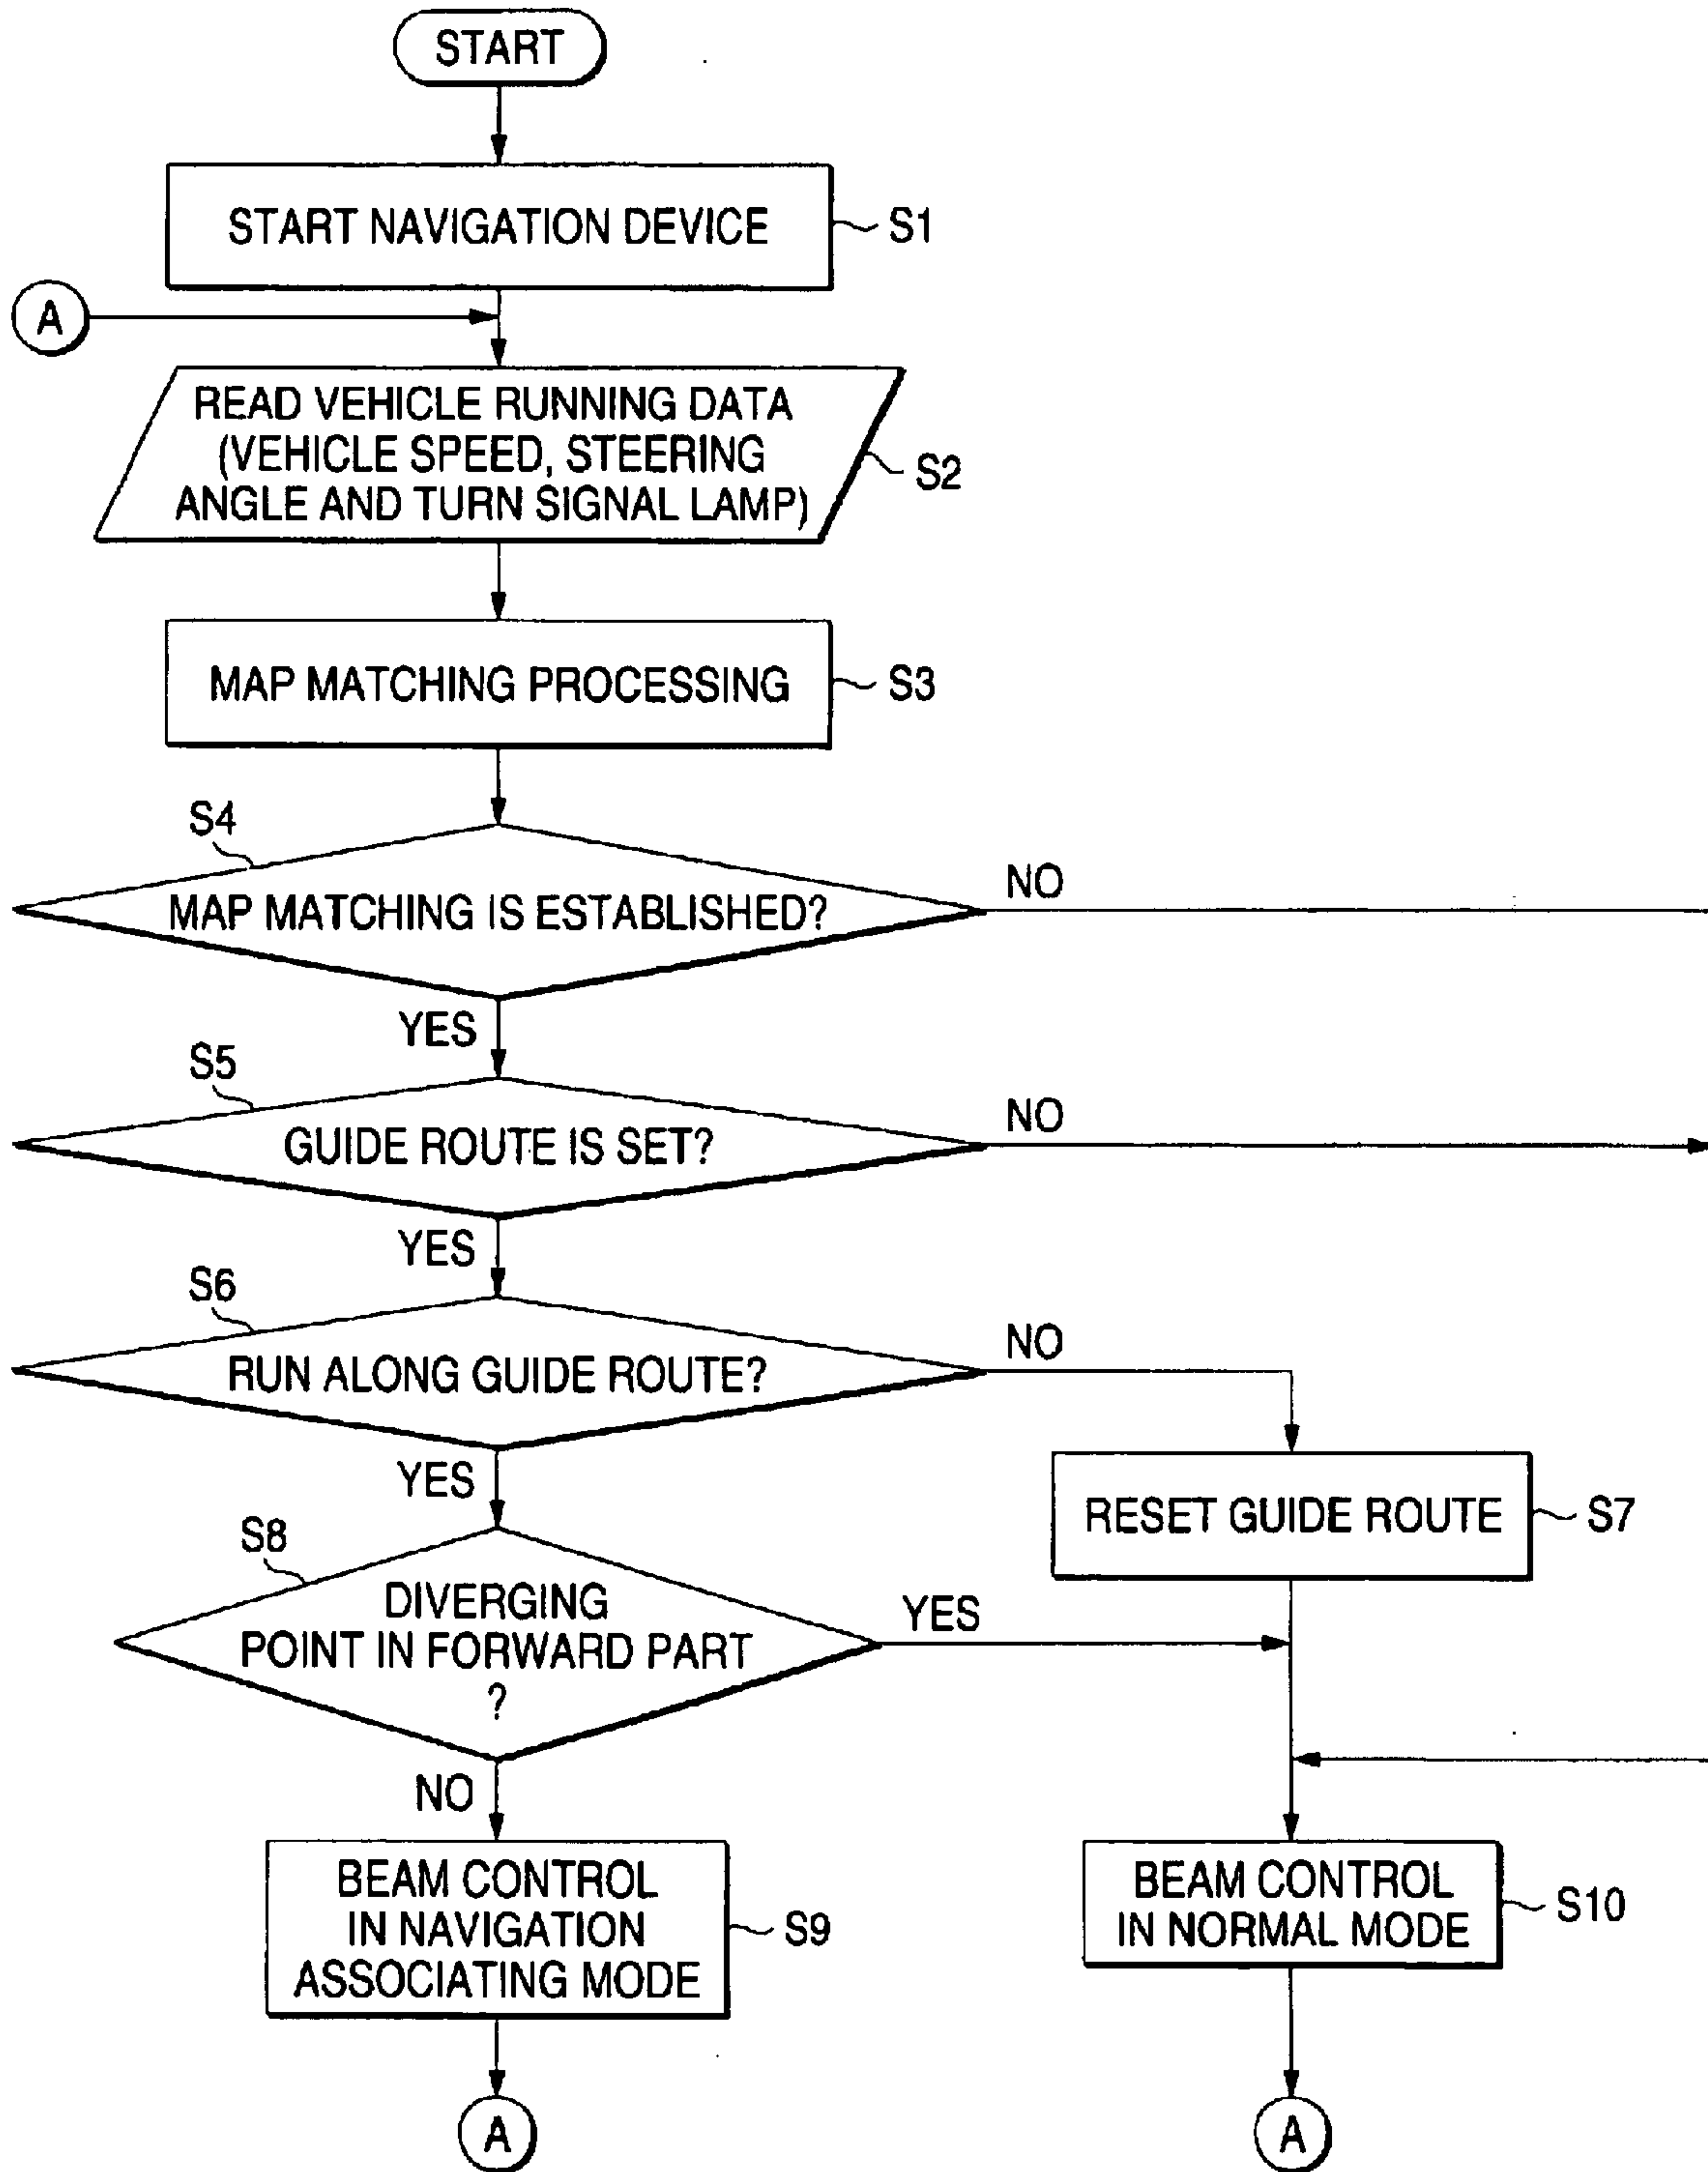 START
START NAVIGATION DEVICE
S1
A
READ VEHICLE RUNNING DATA
(VEHICLE SPEED, STEERING
ANGLE AND TURN SIGNAL LAMP)
S2
MAP MATCHING PROCESSING
S3
S4
MAP MATCHING IS ESTABLISHED?
NO
YES
S5
GUIDE ROUTE IS SET?
NO
YES
S6
RUN ALONG GUIDE ROUTE?
NO
YES
RESET GUIDE ROUTE
S7
S8
DIVERGING
POINT IN FORWARD PART
?
YES
NO
BEAM CONTROL
IN NAVIGATION
ASSOCIATING MODE
S9
BEAM CONTROL
IN NORMAL MODE
S10
A
A